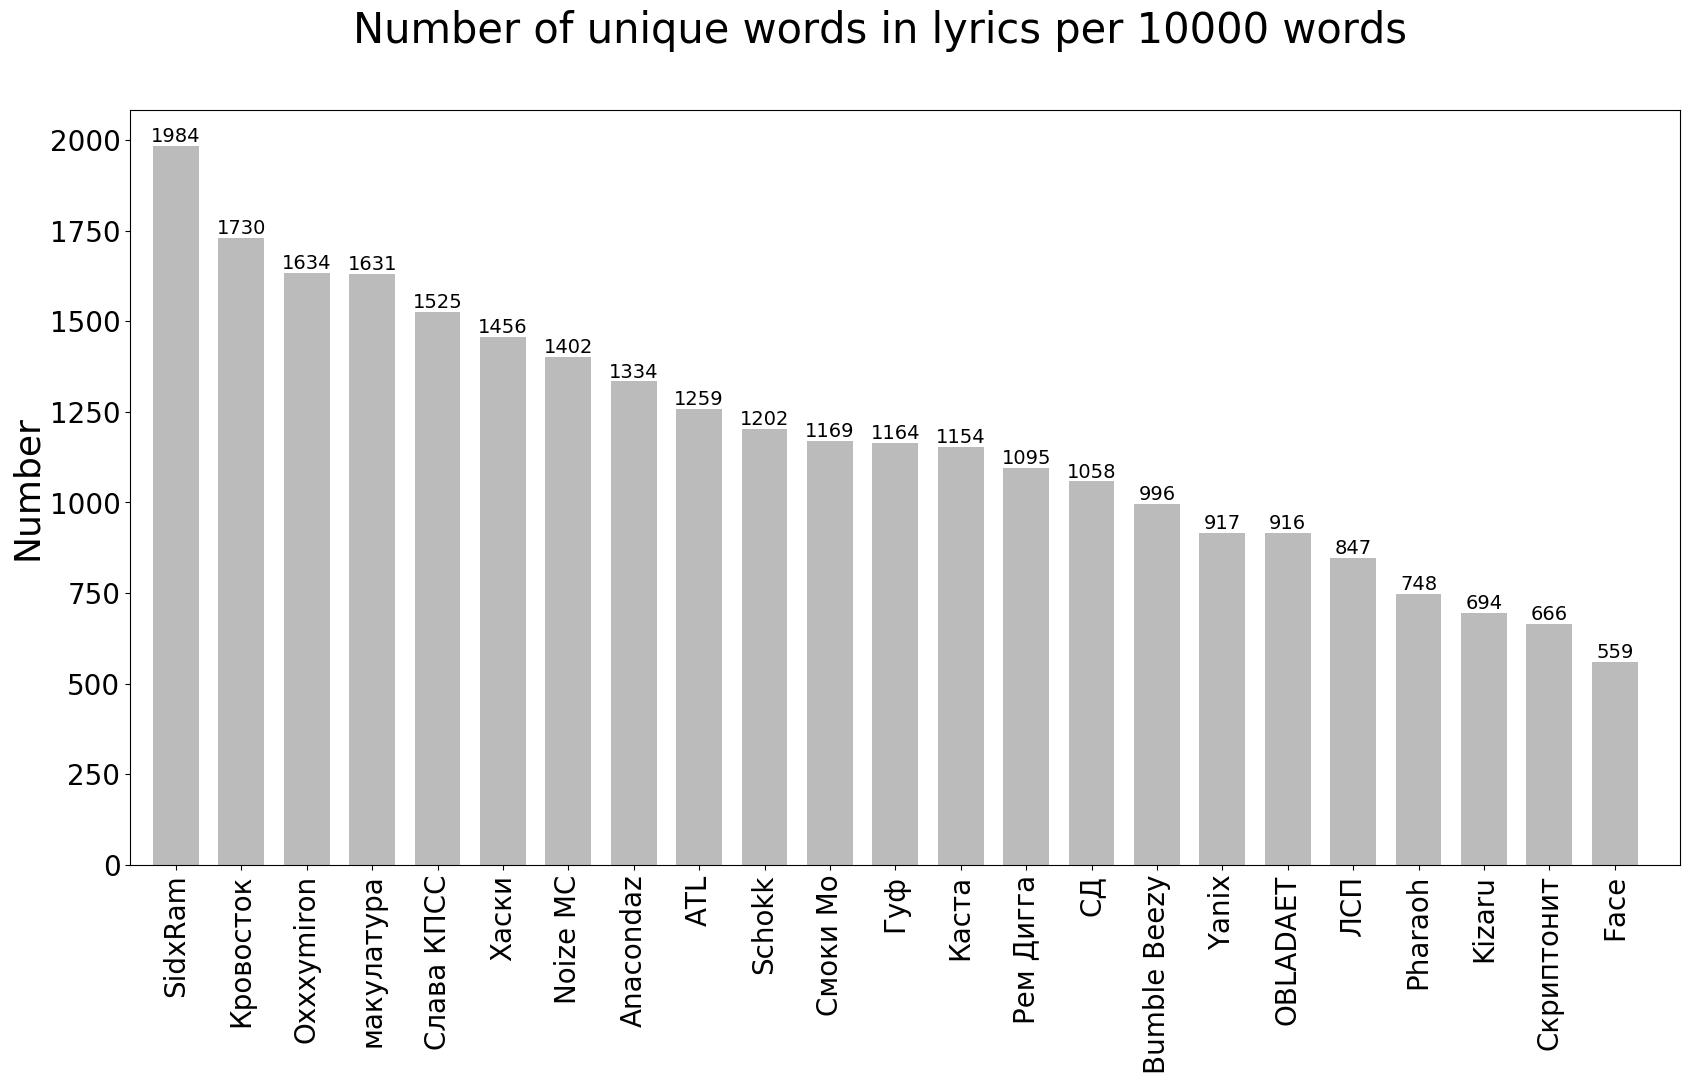 Number of unique words in lyrics per 10000 words
Number
2000
1750
1500
1250
1000
750
500
250
0
1984
1730
1634
1631
1525
1456
1402
1334
1259
1202
1169
1164
1154
1095
1058
996
917
916
847
748
694
666
559
SidxRam
Кровосток
Oxxxymiron
макулатура
Слава КПСС
Хаски
Noize MC
Anacondaz
ATL
Schokk
Смоки Мо
Гуф
Каста
Рем Дигга
СД
Bumble Beezy
Yanix
OBLADAET
ЛСП
Pharaoh
Kizaru
Скриптонит
Face